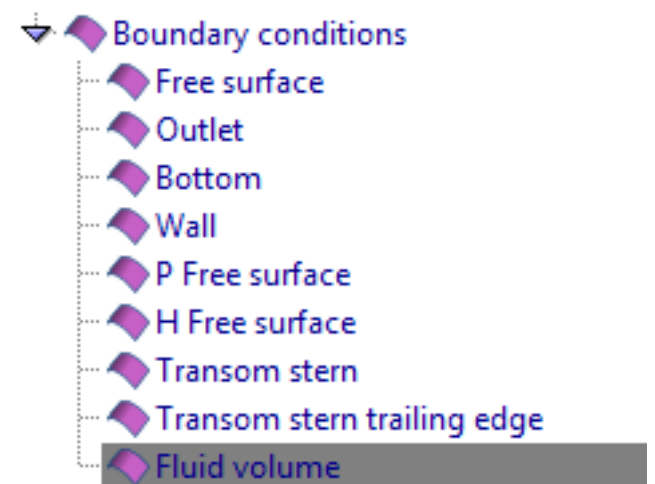 Boundary conditions
Free surface
Outlet
Bottom
Wall
P Free surface
H Free surface
Transom stern
Transom stern trailing edge
Fluid volume